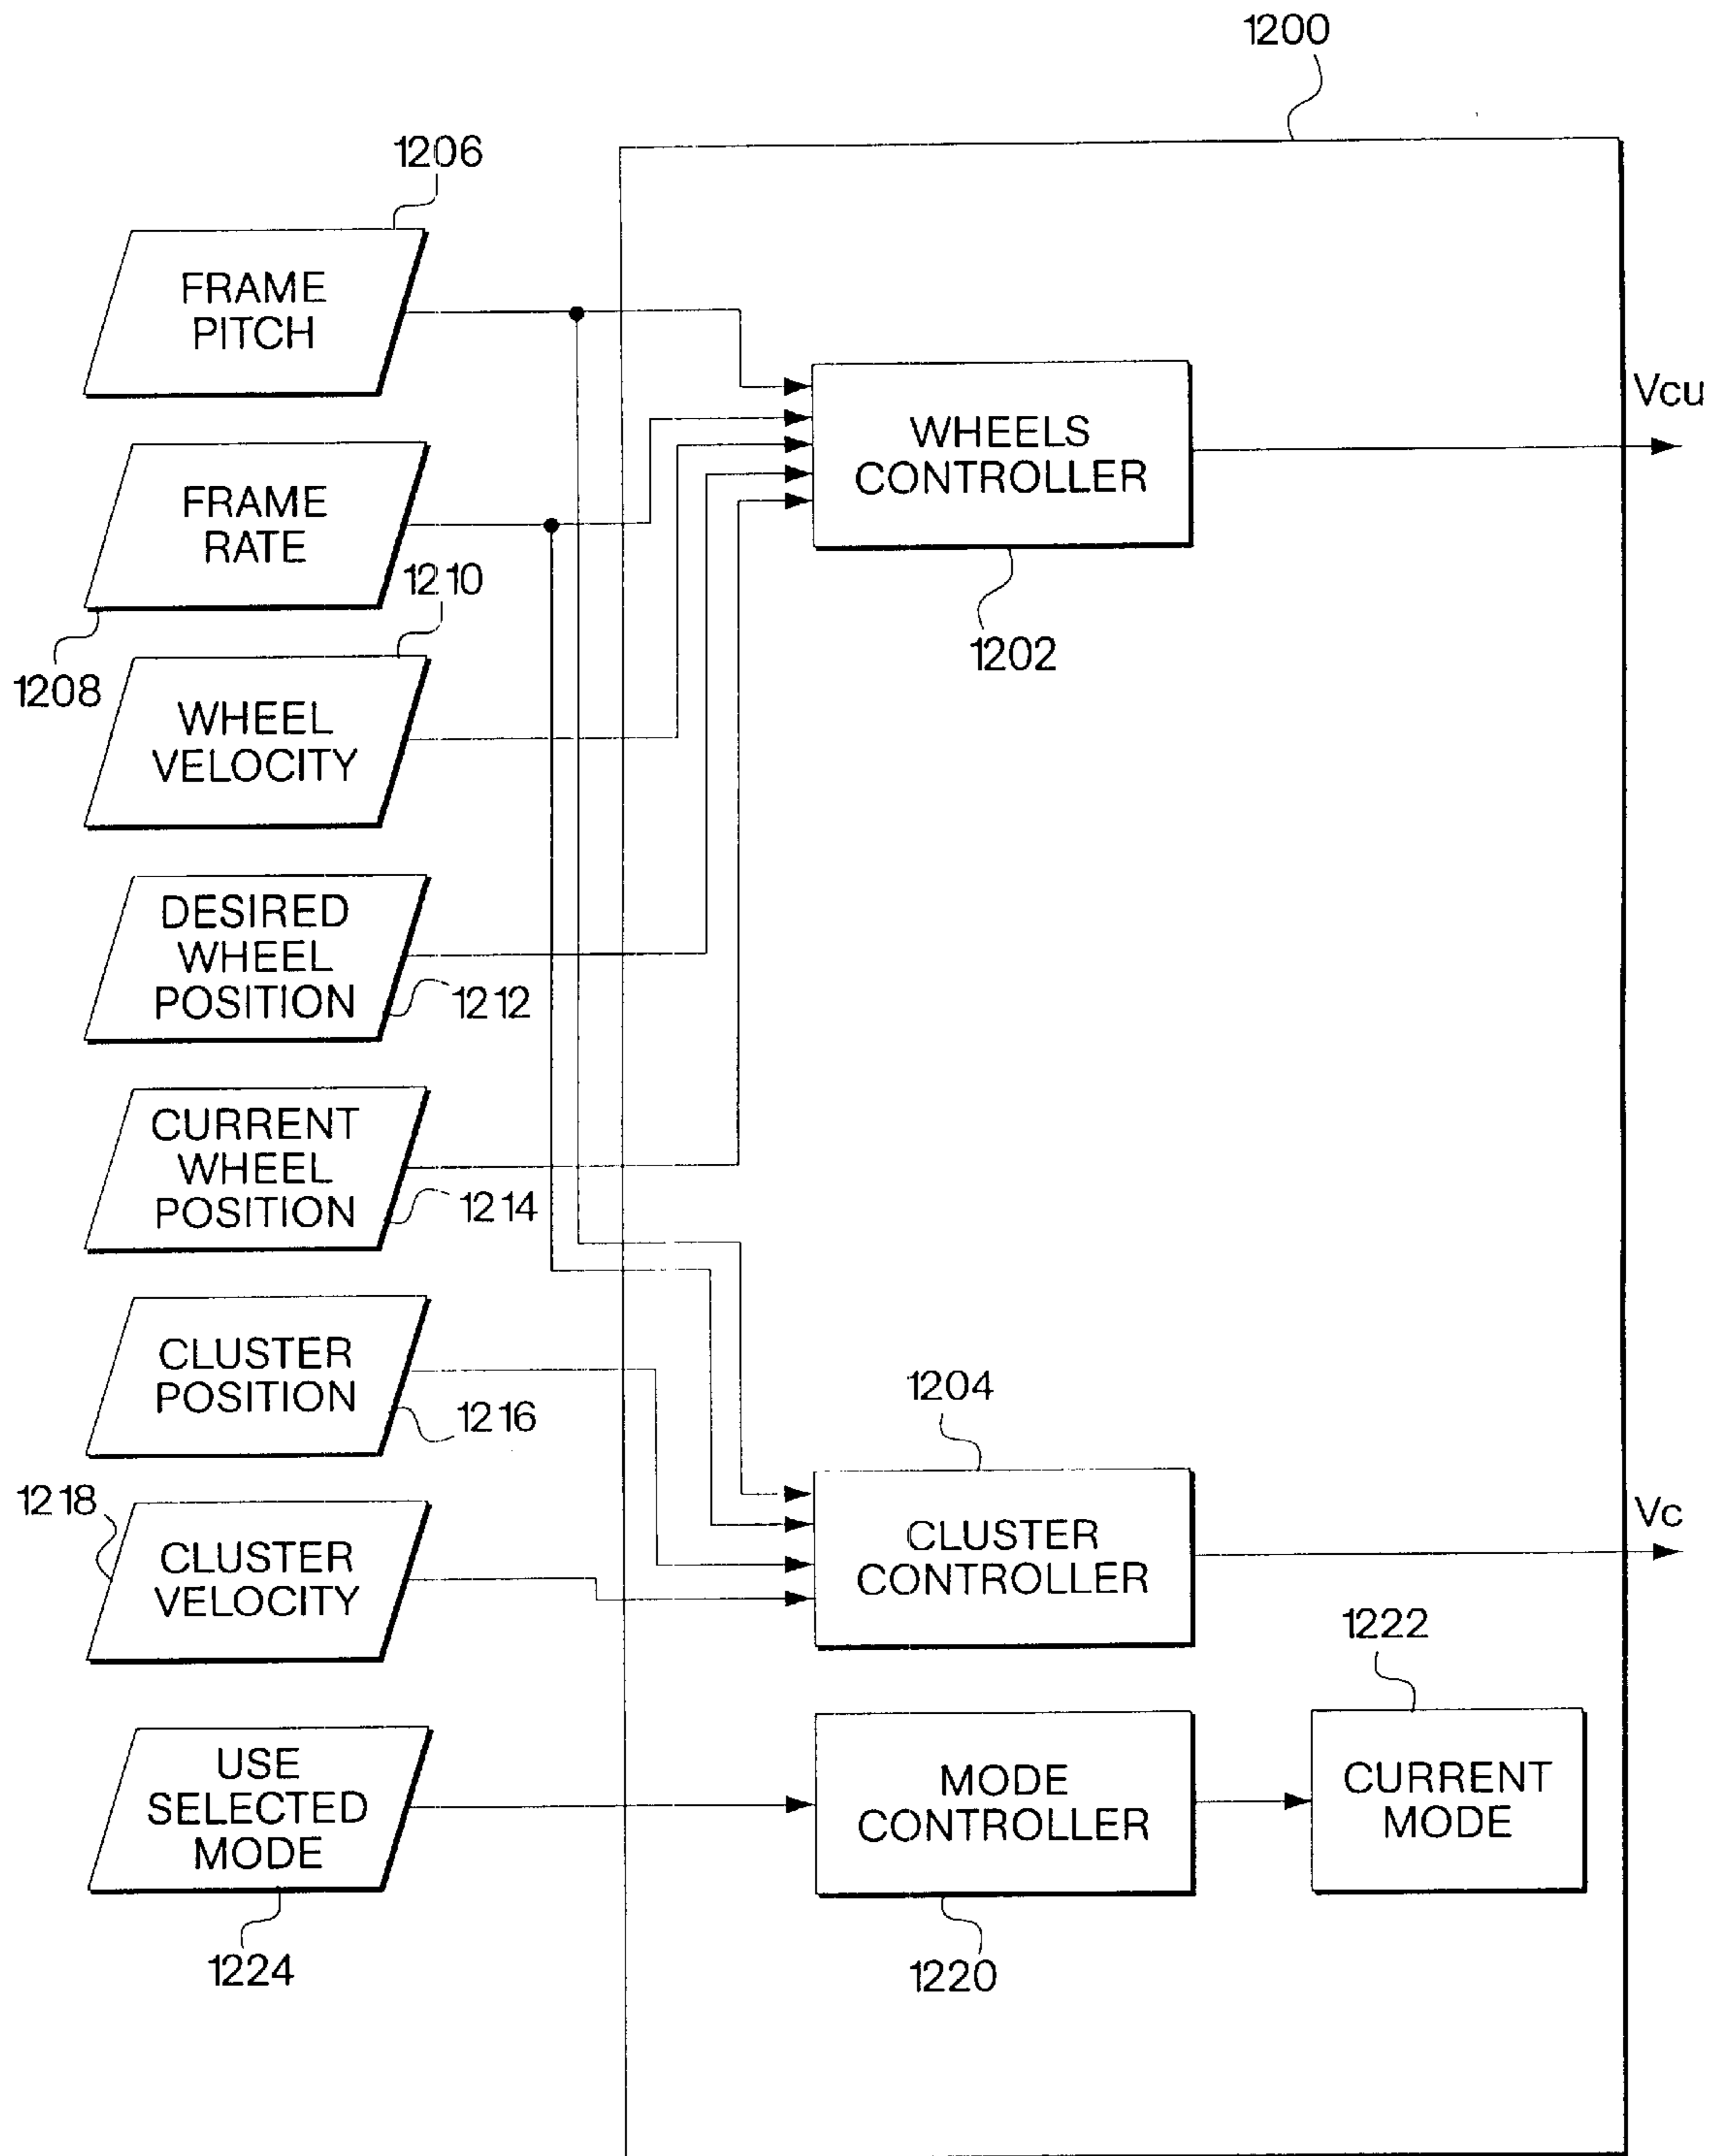 1200
1206
FRAME
PITCH
Vcu
WHEELS
CONTROLLER
1202
FRAME
RATE
1208
1210
WHEEL
VELOCITY
DESIRED
WHEEL
POSITION
1212
CURRENT
WHEEL
POSITION
1214
CLUSTER
POSITION
1216
1204
1218
CLUSTER
VELOCITY
CLUSTER
CONTROLLER
Vc
1222
USE
SELECTED
MODE
1224
MODE
CONTROLLER
1220
CURRENT
MODE